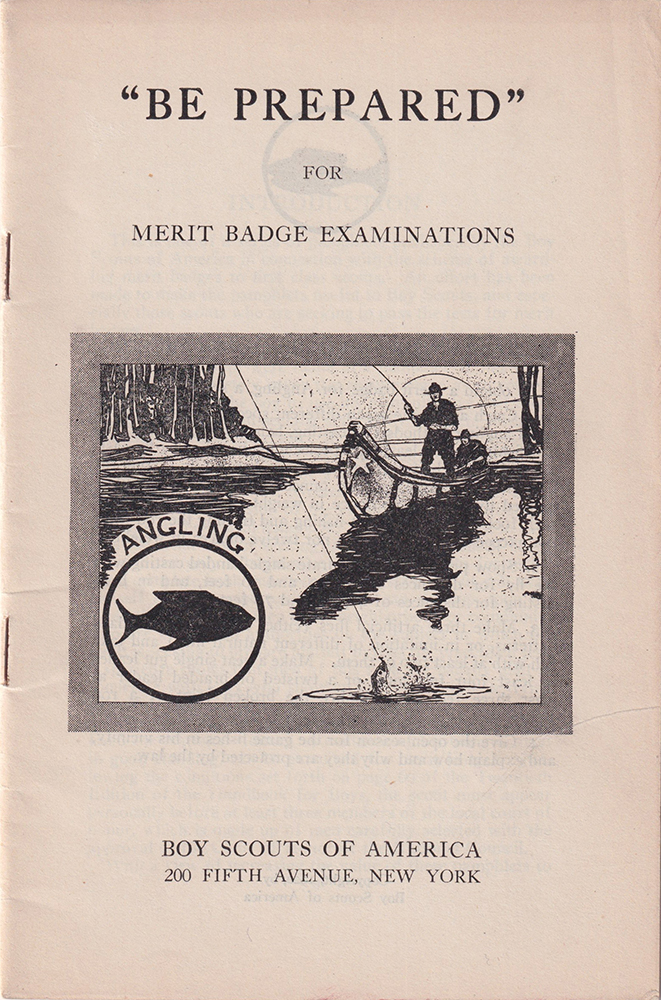 “BE PREPARED”
FOR
MERIT BADGE EXAMINATIONS
ANGLING
BOY SCOUTS OF AMERICA
200 FIFTH AVENUE, NEW YORK